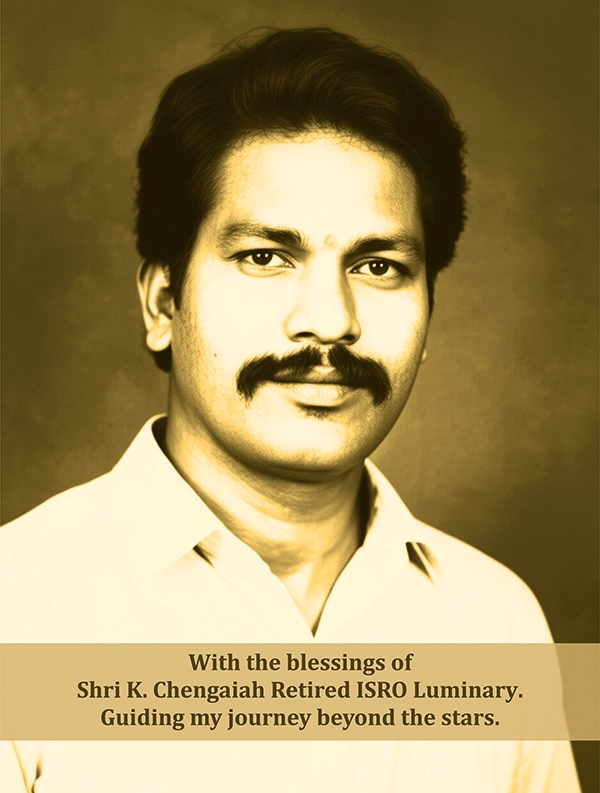 With the blessings of
Shri K. Chengaiah Retired ISRO Luminary.
Guiding my journey beyond the stars.